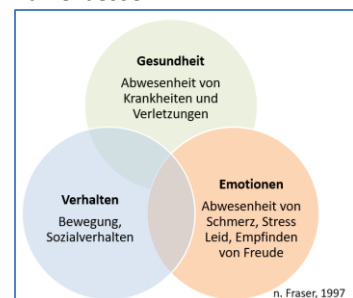 Gesundheit
Abwesenheit von
Krankheiten und
Verletzungen
Verhalten
Bewegung,
Sozialverhalten
Emotionen
Abwesenheit von
Schmerz, Stress
Leid, Empfinden
von Freude
n. Fraser, 1997